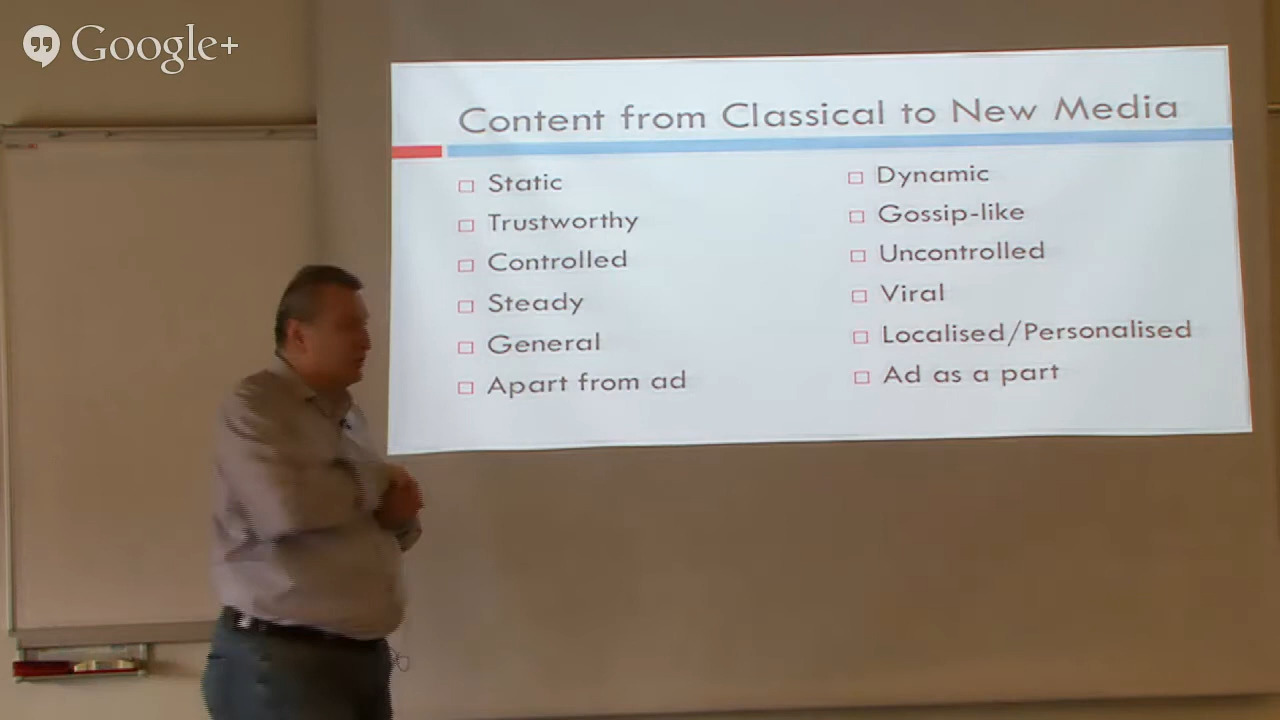 Google+
Content from Classical to New Media
Static
Trustworthy
Controlled
Steady
General
Apart from ad
Dynamic
Gossip-like
Uncontrolled
Viral
Localised/Personalised
Ad as a part